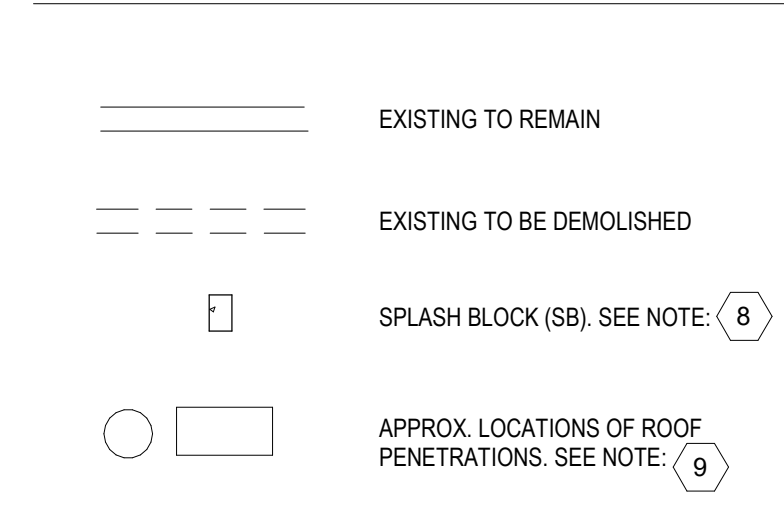 EXISTING TO REMAIN
EXISTING TO BE DEMOLISHED
SPLASH BLOCK (SB). SEE NOTE: 8
APPROX. LOCATIONS OF ROOF
PENETRATIONS. SEE NOTE: 9